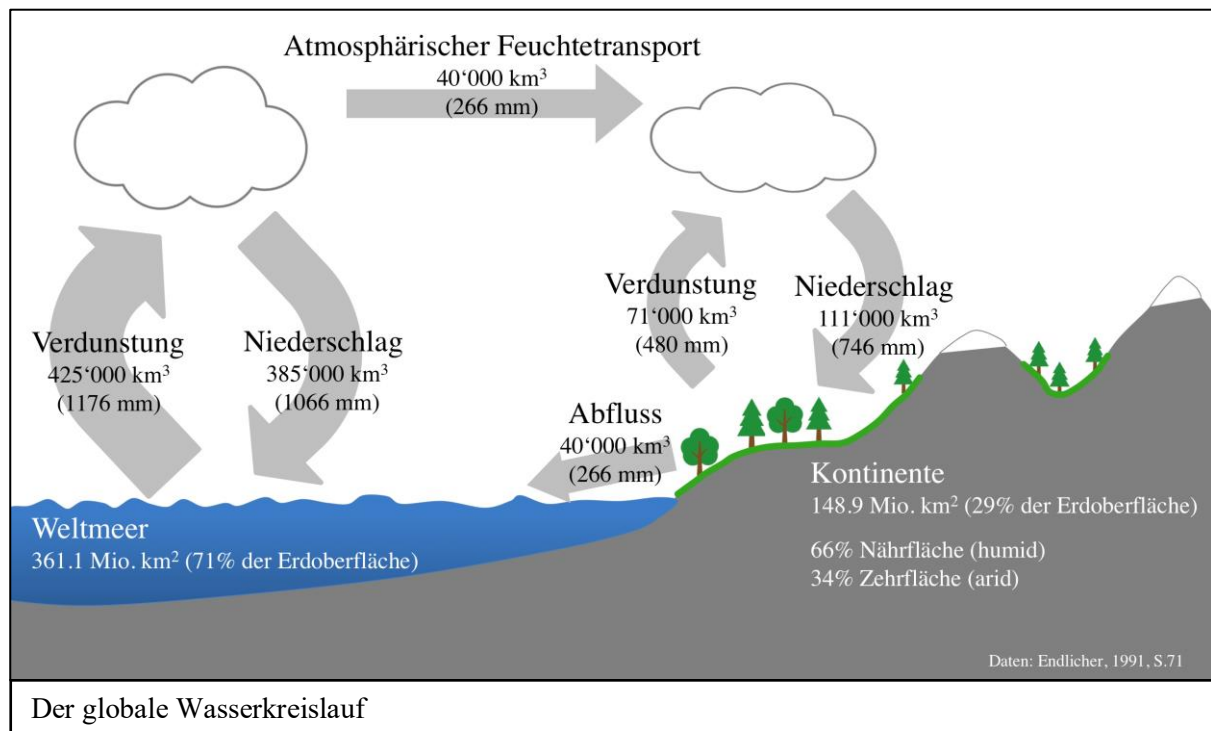 Atmosphärischer Feuchtetransport
40‘000 km³
(266 mm)
Verdunstung
425‘000 km³
(1176 mm)
Niederschlag
385‘000 km³
(1066 mm)
Verdunstung
71‘000 km³
(480 mm)
Niederschlag
111‘000 km³
(746 mm)
Abfluss
40‘000 km³
(266 mm)
Weltmeer
361.1 Mio. km² (71% der Erdoberfläche)
Kontinente
148.9 Mio. km² (29% der Erdoberfläche)
66% Nährfläche (humid)
34% Zehrfläche (arid)
Daten: Endlicher, 1991, S.71
Der globale Wasserkreislauf